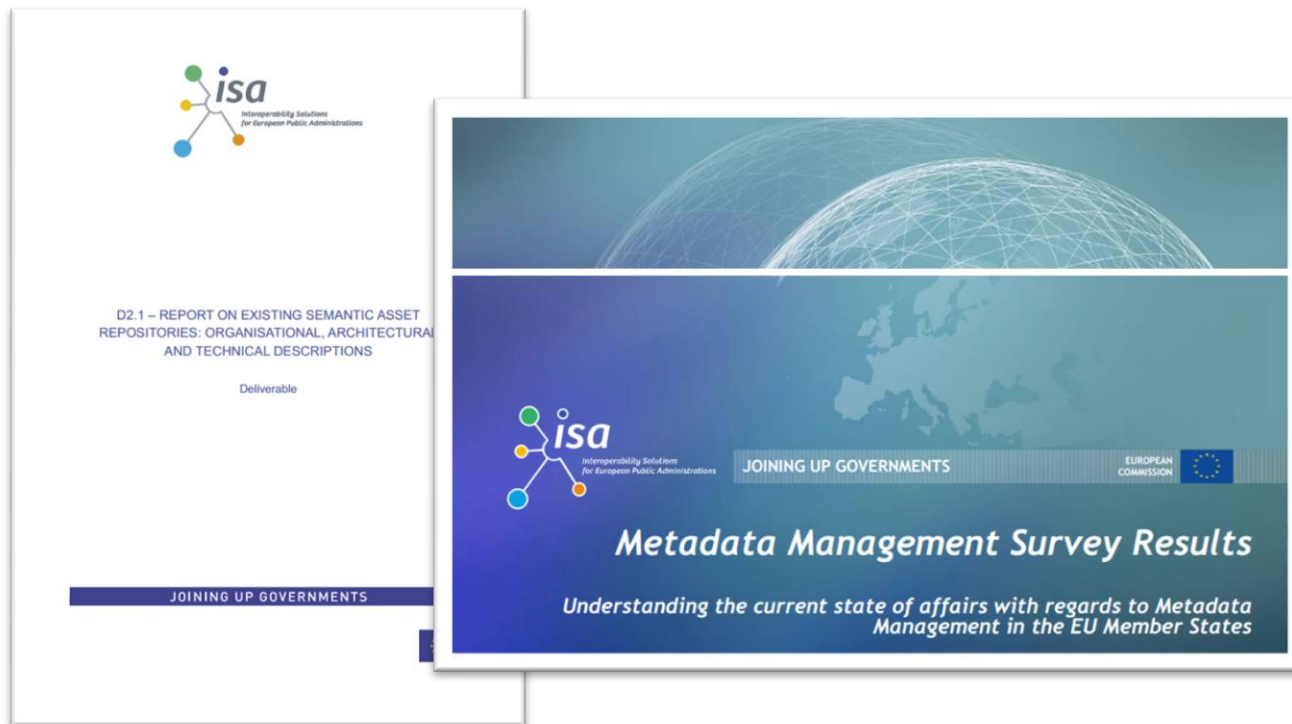 isa
Interoperability Solutions
for European Public Administrations
D2.1 – REPORT ON EXISTING SEMANTIC ASSET
REPOSITORIES: ORGANISATIONAL, ARCHITECTURAL
AND TECHNICAL DESCRIPTIONS
Deliverable
JOINING UP GOVERNMENTS
isa
Interoperability Solutions
for European Public Administrations
JOINING UP GOVERNMENTS
EUROPEAN
COMMISSION
Metadata Management Survey Results
Understanding the current state of affairs with regards to Metadata
Management in the EU Member States